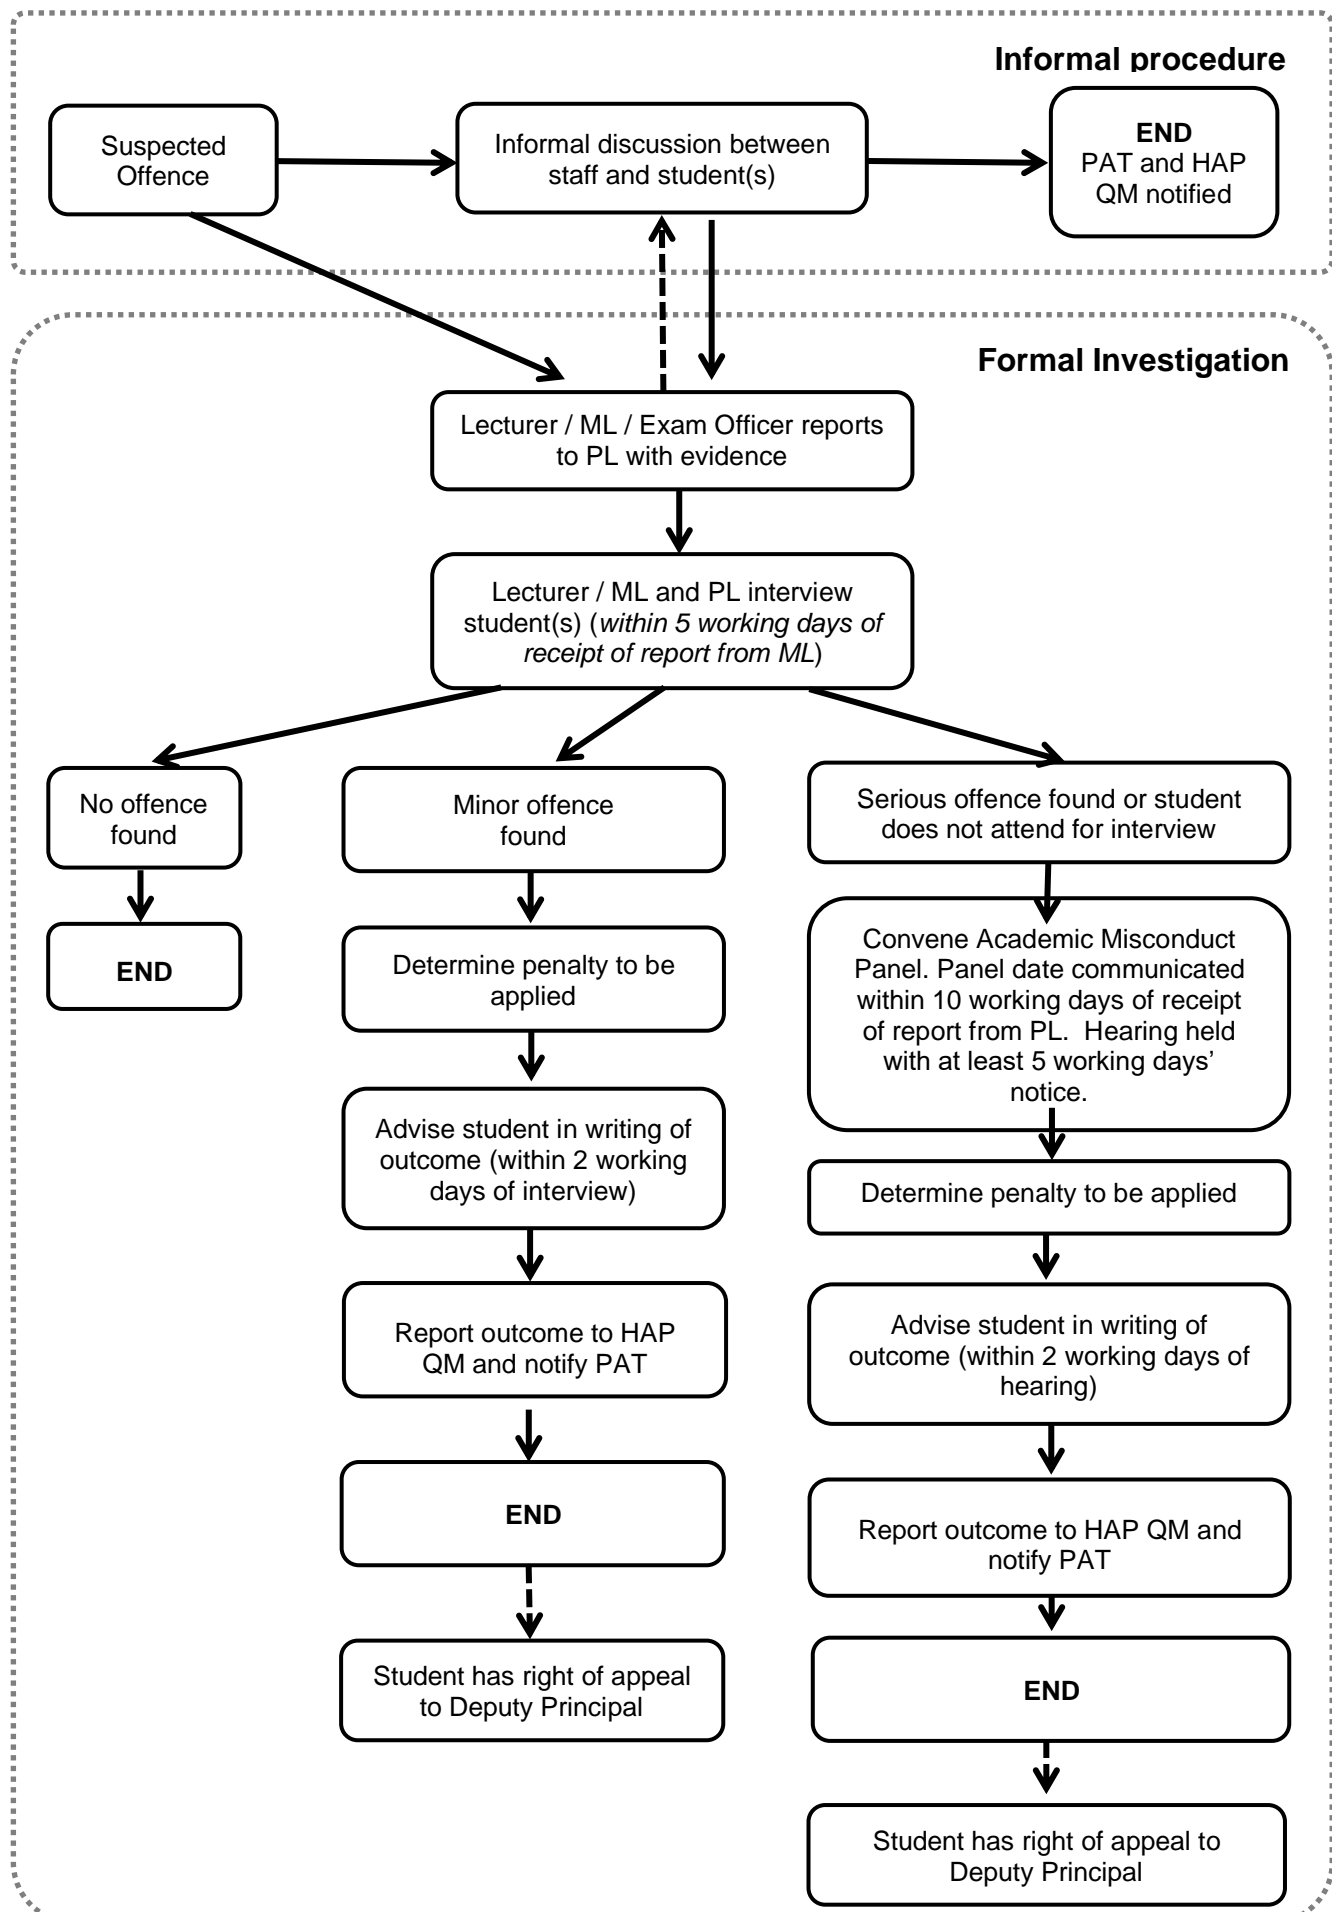 Informal procedure
Suspected
Offence
Informal discussion between
staff and student(s)
END
PAT and HAP
QM notified
Formal Investigation
Lecturer / ML / Exam Officer reports
to PL with evidence
Lecturer / ML and PL interview
student(s) (within 5 working days of
receipt of report from ML)
No offence
found
END
Minor offence
found
Determine penalty to be
applied
Advise student in writing of
outcome (within 2 working
days of interview)
Report outcome to HAP
QM and notify PAT
END
Student has right of appeal
to Deputy Principal
Serious offence found or student
does not attend for interview
Convene Academic Misconduct
Panel. Panel date communicated
within 10 working days of receipt
of report from PL.  Hearing held
with at least 5 working days’
notice.
Determine penalty to be applied
Advise student in writing of
outcome (within 2 working days of
hearing)
Report outcome to HAP QM and
notify PAT
END
Student has right of appeal to
Deputy Principal